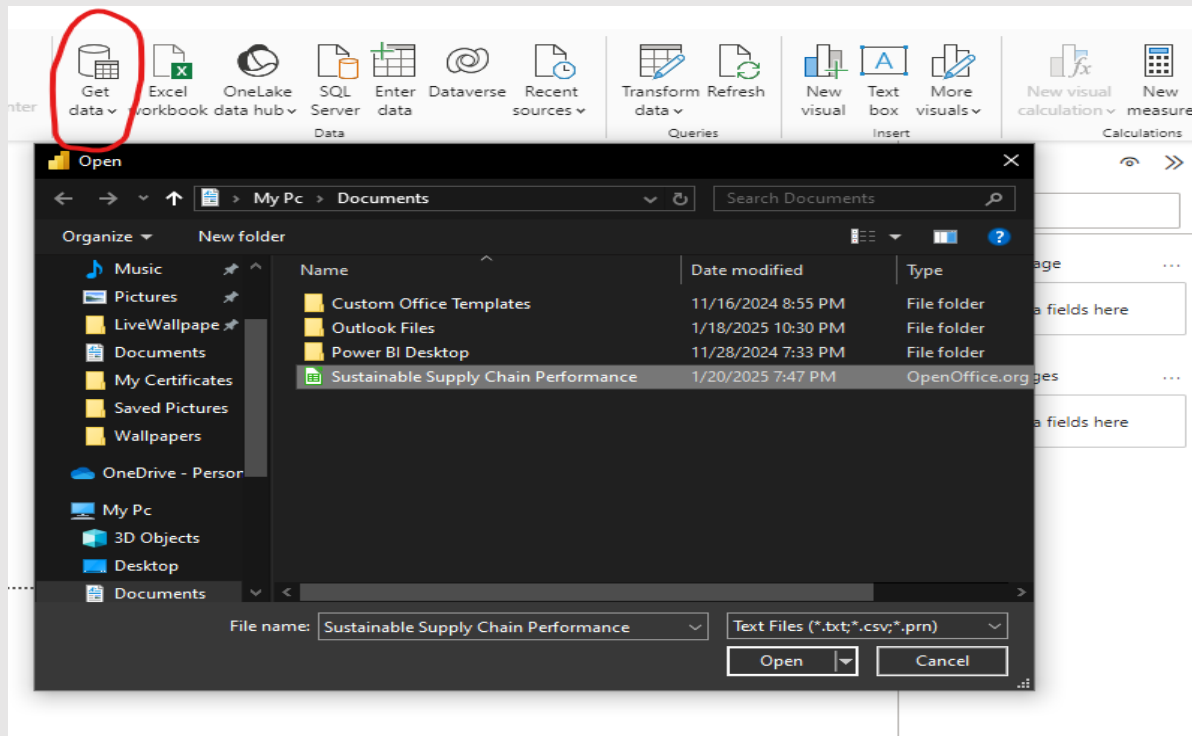 Get Excel OneLake SQL Enter Dataverse Recent Transform Refresh New Text More New visual New
nter data workbook data hub Server data sources data visual box visuals calculation measure
Data Queries Insert Calculations
Open
My Pc > Documents Search Documents
Organize New folder ?
Music Name Date modified Type
Pictures
LiveWallpape
Documents
My Certificates
Saved Pictures
Wallpapers
OneDrive - Person
My Pc
3D Objects
Desktop
Documents
Custom Office Templates 11/16/2024 8:55 PM File folder
Outlook Files 1/18/2025 10:30 PM File folder
Power BI Desktop 11/28/2024 7:33 PM File folder
Sustainable Supply Chain Performance 1/20/2025 7:47 PM OpenOffice.org
age ...
a fields here
ges ...
a fields here
File name: Sustainable Supply Chain Performance Text Files (*.txt;*.csv;*.prn)
Open Cancel